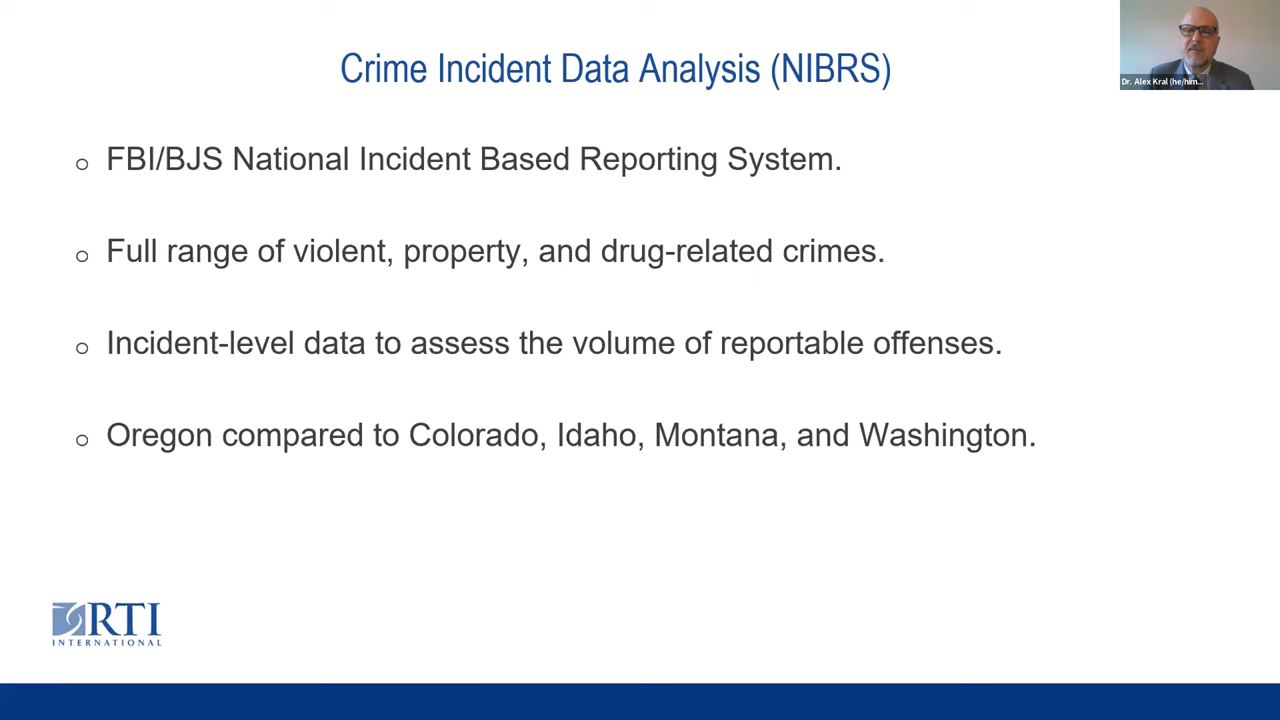 Crime Incident Data Analysis (NIBRS)
Dr. Alex Kral (he/him...
o FBI/BJS National Incident Based Reporting System.
o Full range of violent, property, and drug-related crimes.
o Incident-level data to assess the volume of reportable offenses.
o Oregon compared to Colorado, Idaho, Montana, and Washington.
RTI
INTERNATIONAL